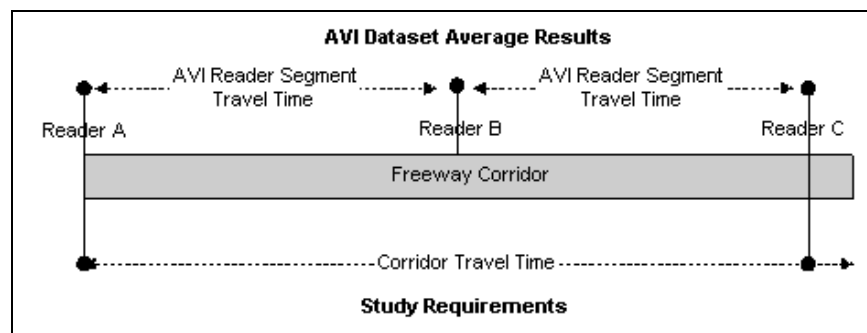 AVI Dataset Average Results
AVI Reader Segment
Travel Time
AVI Reader Segment
Travel Time
Reader A
Reader B
Reader C
Freeway Corridor
Corridor Travel Time
Study Requirements